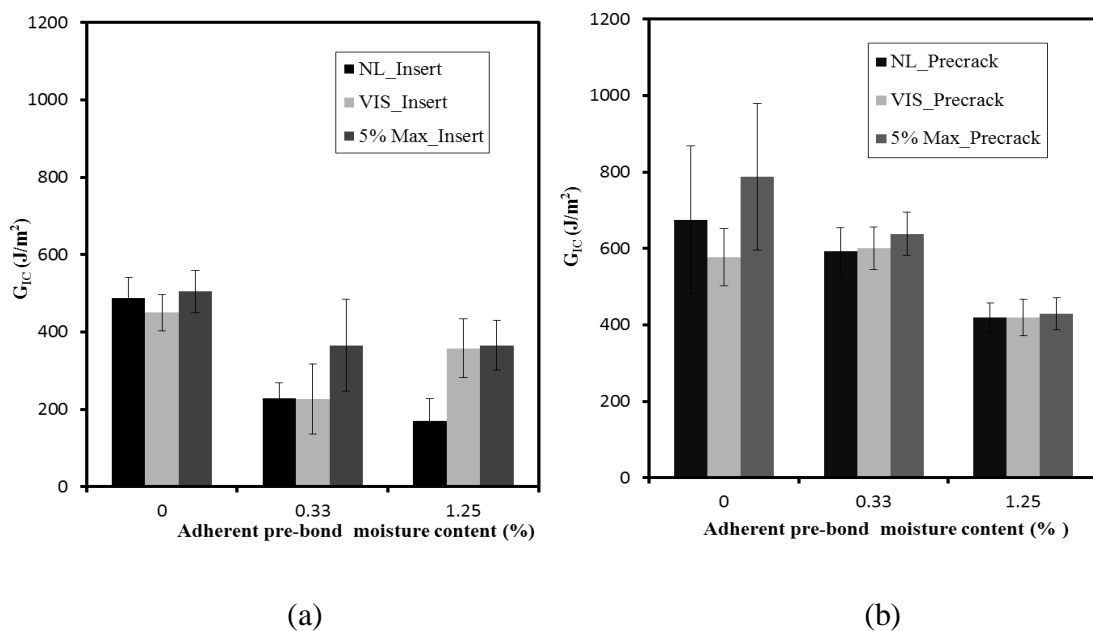 1200
1000
800
600
400
200
0
G_IC (J/m²)
NL_Insert
VIS_Insert
5% Max_Insert
0 0.33 1.25
Adherent pre-bond moisture content (%)
(a)
1200
1000
800
600
400
200
0
G_IC (J/m²)
NL_Precrack
VIS_Precrack
5% Max_Precrack
0 0.33 1.25
Adherent pre-bond moisture content (% )
(b)